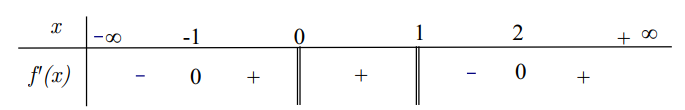 x −∞ -1 0 1 2 + ∞
f'(x) − 0 + + − 0 +